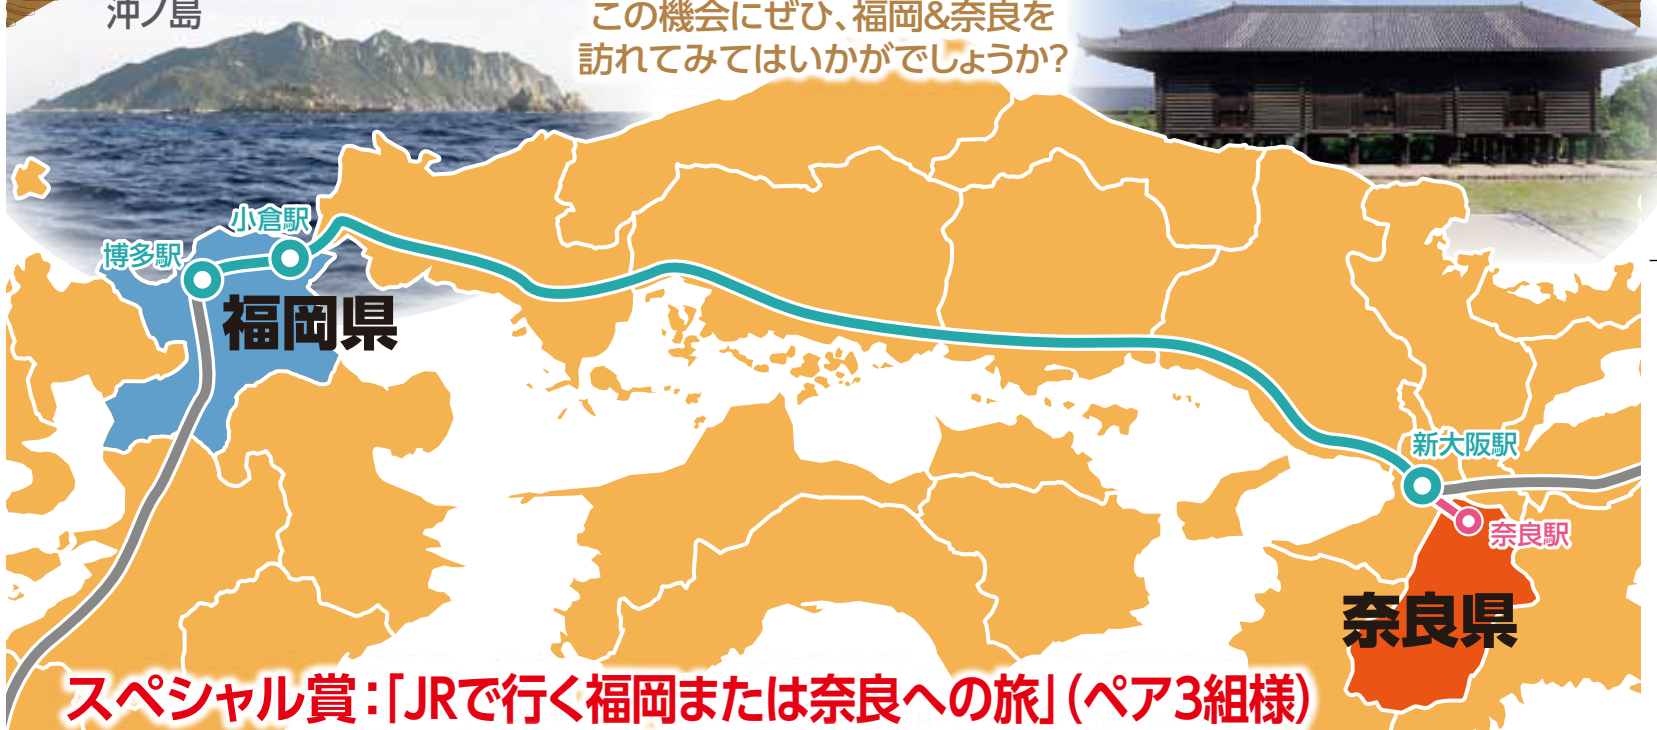 沖ノ島
この機会にぜひ、福岡&奈良を
訪れてみてはいかがでしょうか?
小倉駅
博多駅
福岡県
新大阪駅
奈良駅
奈良県
スペシャル賞:「JRで行く福岡または奈良への旅」(ペア3組様)